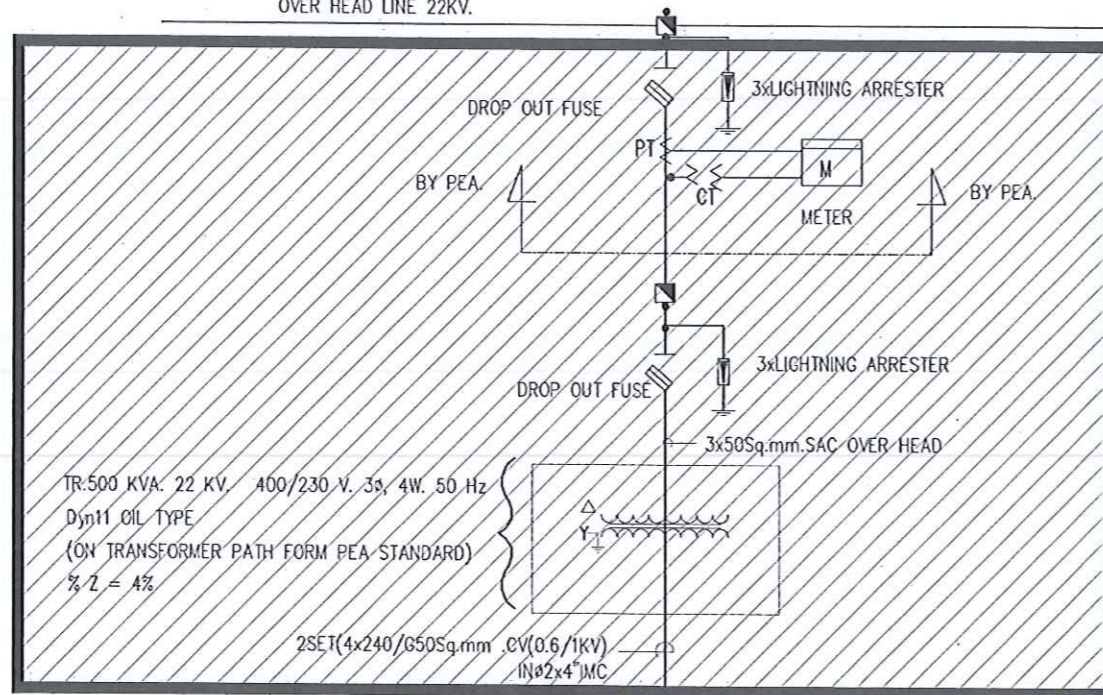 OVER HEAD LINE 22KV.
DROP OUT FUSE
3xLIGHTNING ARRESTER
PT
M
CT
BY PEA.
BY PEA.
METER
3xLIGHTNING ARRESTER
DROP OUT FUSE
3x50Sq.mm.SAC OVER HEAD
TR.500 KVA. 22 KV. 400/230 V. 3ø, 4W. 50 Hz
Dyn11 OIL TYPE
(ON TRANSFORMER PATH FORM PEA STANDARD)
% Z = 4%
Y
2SET(4x240/G50Sq.mm .CV(0.6/1KV)
INø2x4"IMC